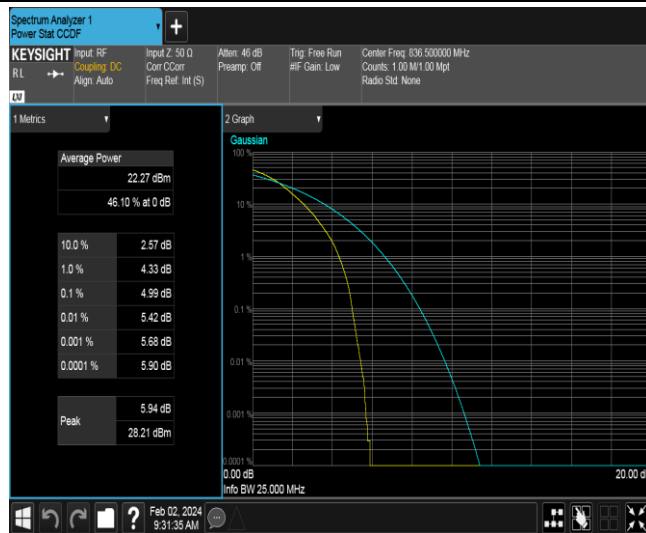 Spectrum Analyzer 1
Power Stat CCDF
+
KEYSIGHT
RL
Input: RF
Coupling: DC
Align: Auto
Input Z: 50 Ω
Corr CCorr
Freq Ref: Int (S)
Atten: 46 dB
Preamp: Off
Trig: Free Run
#IF Gain: Low
Center Freq: 836.500000 MHz
Counts: 1.00 M/1.00 Mpt
Radio Std: None
1 Metrics
Average Power
22.27 dBm
46.10 % at 0 dB
10.0 % 2.57 dB
1.0 % 4.33 dB
0.1 % 4.99 dB
0.01 % 5.42 dB
0.001 % 5.68 dB
0.0001 % 5.90 dB
Peak
5.94 dB
28.21 dBm
2 Graph
Gaussian
100 %
10 %
1 %
0.1 %
0.01 %
0.001 %
0.0001 %
0.00 dB
20.00 d
Info BW 25.000 MHz
?
Feb 02, 2024
9:31:35 AM